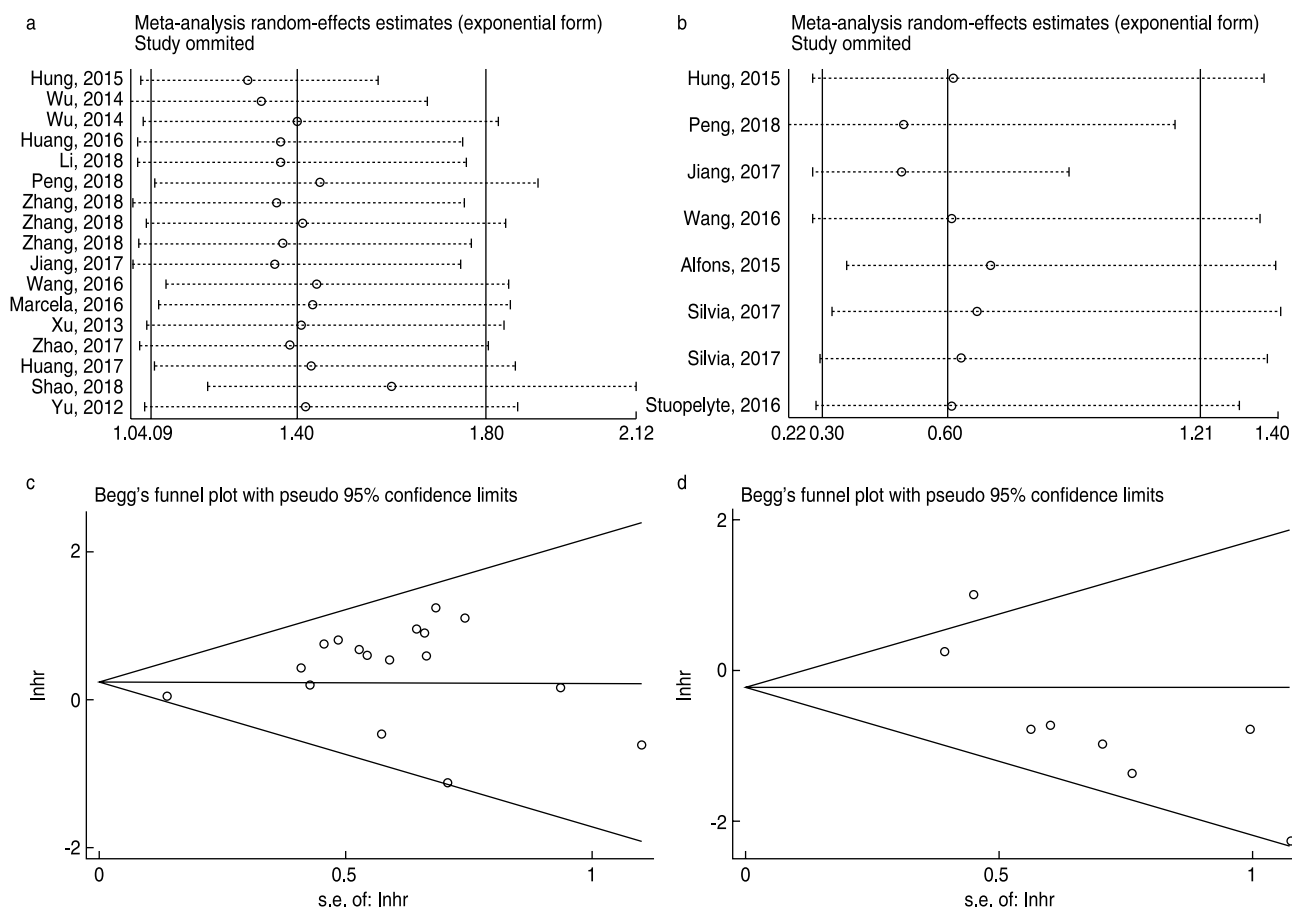 a
Meta-analysis random-effects estimates (exponential form)
Study ommited
Hung, 2015
Wu, 2014
Wu, 2014
Huang, 2016
Li, 2018
Peng, 2018
Zhang, 2018
Zhang, 2018
Zhang, 2018
Jiang, 2017
Wang, 2016
Marcela, 2016
Xu, 2013
Zhao, 2017
Huang, 2017
Shao, 2018
Yu, 2012
1.04.09 1.40 1.80 2.12
b
Meta-analysis random-effects estimates (exponential form)
Study ommited
Hung, 2015
Peng, 2018
Jiang, 2017
Wang, 2016
Alfons, 2015
Silvia, 2017
Silvia, 2017
Stuopelyte, 2016
0.22 0.30 0.60 1.21 1.40
c
Begg's funnel plot with pseudo 95% confidence limits
2
0
-2
lnhr
0 0.5 1
s.e. of: lnhr
d
Begg's funnel plot with pseudo 95% confidence limits
2
0
-2
lnhr
0 0.5 1
s.e. of: lnhr